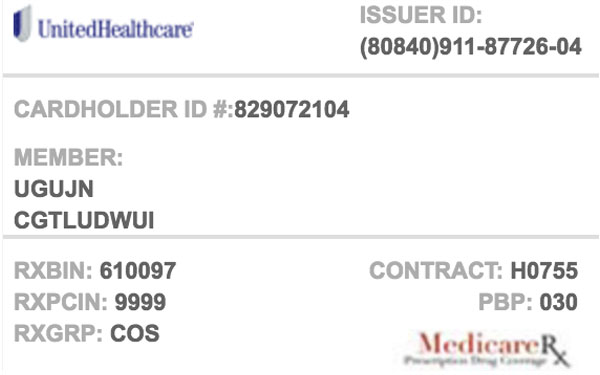 UnitedHealthcare
ISSUER ID:
(80840)911-87726-04
CARDHOLDER ID #:829072104
MEMBER:
UGUJN
CGTLUDWUI
RXBIN: 610097
RXPCIN: 9999
RXGRP: COS
CONTRACT: H0755
PBP: 030
MedicareRx
Prescription Drug Coverage